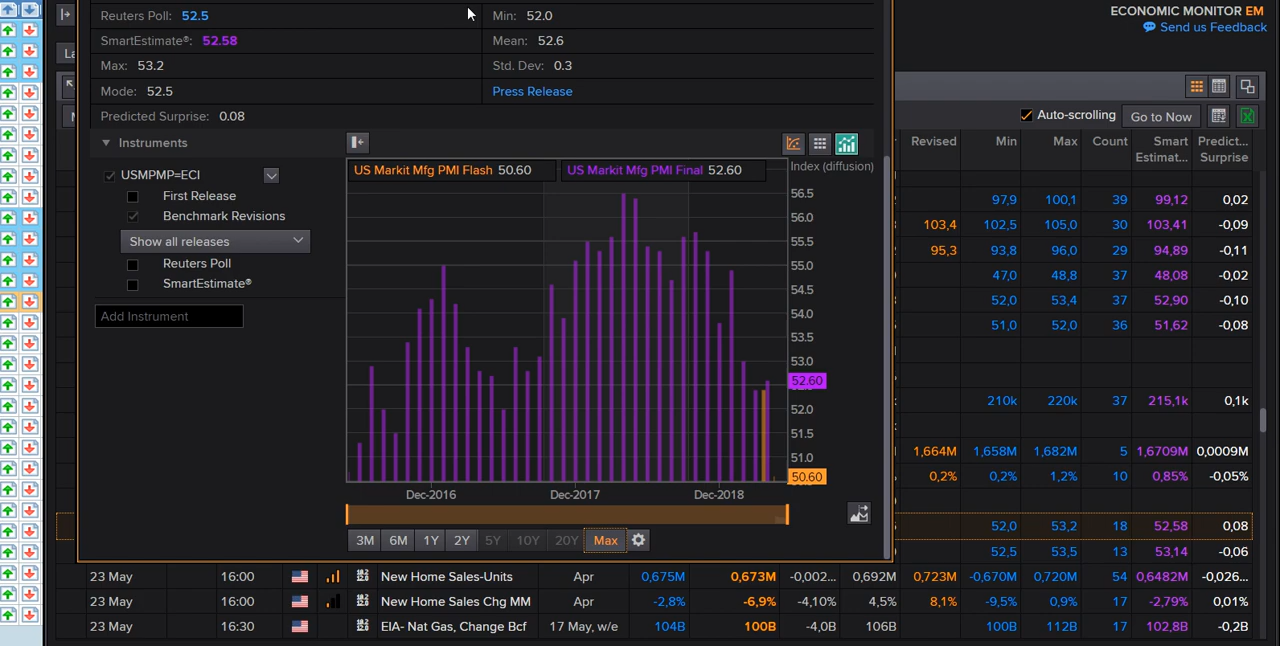 ECONOMIC MONITOR EM
Send us Feedback
Reuters Poll: 52.5
Min: 52.0
SmartEstimate®: 52.58
Mean: 52.6
Max: 53.2
Std. Dev: 0.3
Mode: 52.5
Press Release
Predicted Surprise: 0.08
Instruments
USMPMP=ECI
First Release
Benchmark Revisions
Show all releases
Reuters Poll
SmartEstimate®
Add Instrument
US Markit Mfg PMI Flash 50.60
US Markit Mfg PMI Final 52.60
Index (diffusion)
56.5
56.0
55.5
55.0
54.5
54.0
53.5
53.0
52.60
52.0
51.5
51.0
50.60
Dec-2016 Dec-2017 Dec-2018
3M 6M 1Y 2Y 5Y 10Y 20Y Max
Auto-scrolling Go to Now
Revised Min Max Count Smart Estimat... Predict... Surprise
97,9 100,1 39 99,12 0,02
103,4 102,5 105,0 30 103,41 -0,09
95,3 93,8 96,0 29 94,89 -0,11
47,0 48,8 37 48,08 -0,02
52,0 53,4 37 52,90 -0,10
51,0 52,0 36 51,62 -0,08
210k 220k 37 215,1k 0,1k
1,664M 1,658M 1,682M 5 1,6709M 0,0009M
0,2% 0,2% 1,2% 10 0,85% -0,05%
52,0 53,2 18 52,58 0,08
52,5 53,5 13 53,14 -0,06
23 May 16:00 New Home Sales-Units Apr 0,675M 0,673M -0,002... 0,692M 0,723M -0,670M 0,720M 54 0,6482M -0,026...
23 May 16:00 New Home Sales Chg MM Apr -2,8% -6,9% -4,10% 4,5% 8,1% -9,5% 0,9% 17 -2,79% 0,01%
23 May 16:30 EIA- Nat Gas, Change Bcf 17 May, w/e 104B 100B -4,0B 106B 100B 112B 17 102,8B -0,2B